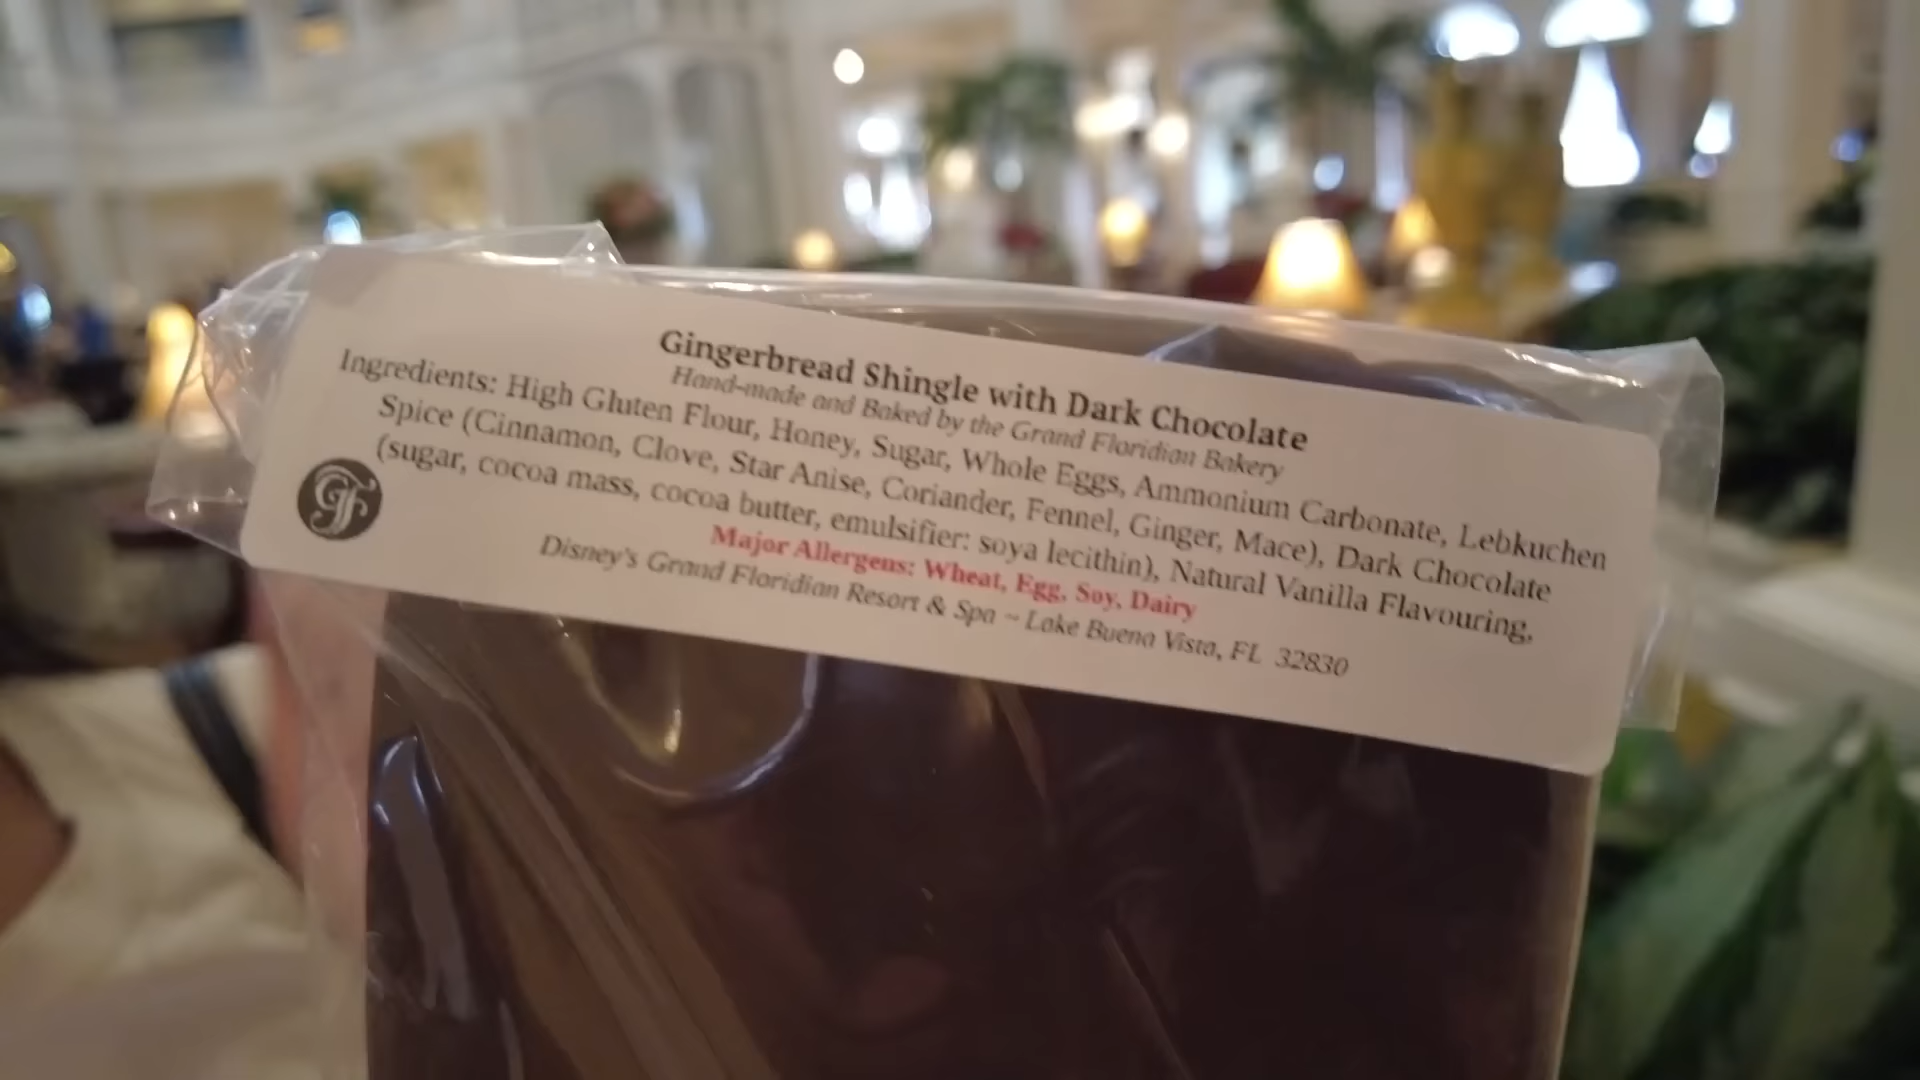 Gingerbread Shingle with Dark Chocolate
Hand-made and Baked by the Grand Floridian Bakery
Ingredients: High Gluten Flour, Honey, Sugar, Whole Eggs, Ammonium Carbonate, Lebkuchen
Spice (Cinnamon, Clove, Star Anise, Coriander, Fennel, Ginger, Mace), Dark Chocolate
(sugar, cocoa mass, cocoa butter, emulsifier: soya lecithin), Natural Vanilla Flavouring,
Major Allergens: Wheat, Egg, Soy, Dairy
Disney's Grand Floridian Resort & Spa ~ Lake Buena Vista, FL 32830
GF